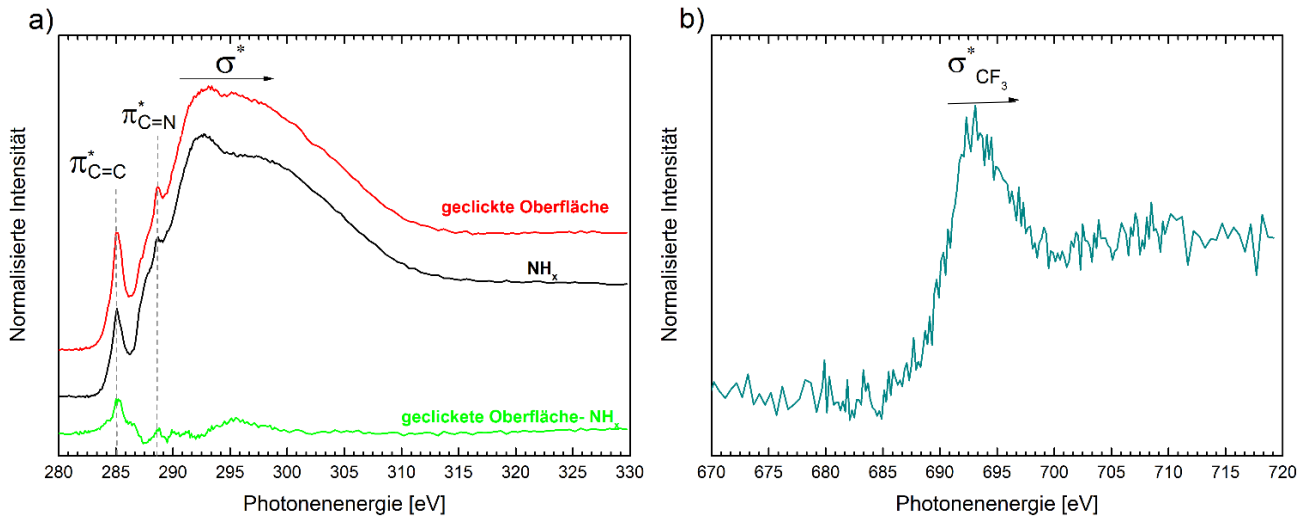 a)
σ*
π*C=N
π*C=C
geclickte Oberfläche
NHx
geclickete Oberfläche- NHx
Normalisierte Intensität
280 285 290 295 300 305 310 315 320 325 330
Photonenenergie [eV]
b)
σ*CF3
Normalisierte Intensität
670 675 680 685 690 695 700 705 710 715 720
Photonenenergie [eV]